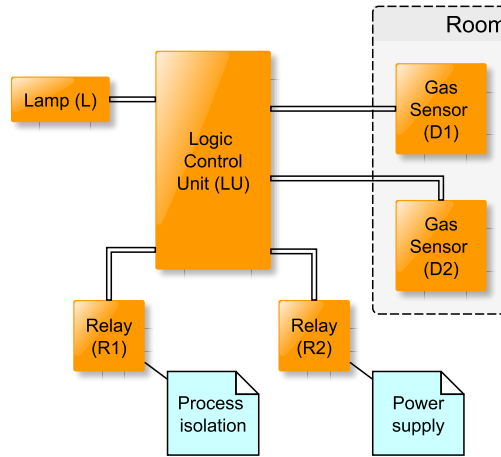 Room
Lamp (L)
Logic
Control
Unit (LU)
Gas
Sensor
(D1)
Gas
Sensor
(D2)
Relay
(R1)
Relay
(R2)
Process
isolation
Power
supply